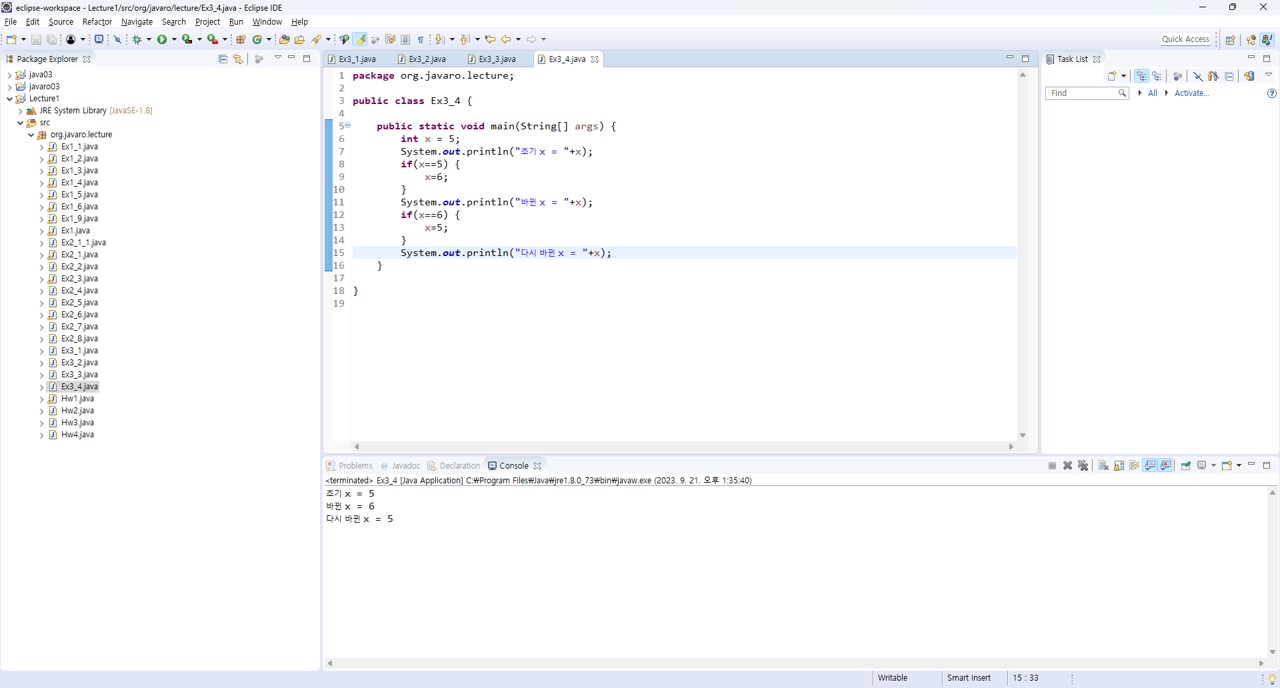 eclipse-workspace - Lecture1/src/org/javaro/lecture/Ex3_4.java - Eclipse IDE
File Edit Source Refactor Navigate Search Project Run Window Help
Quick Access
Package Explorer
java03
javaro03
Lecture1
JRE System Library [JavaSE-1.8]
src
org.javaro.lecture
Ex1_1.java
Ex1_2.java
Ex1_3.java
Ex1_4.java
Ex1_5.java
Ex1_6.java
Ex1_9.java
Ex1.java
Ex2_1_1.java
Ex2_1.java
Ex2_2.java
Ex2_3.java
Ex2_4.java
Ex2_5.java
Ex2_6.java
Ex2_7.java
Ex2_8.java
Ex3_1.java
Ex3_2.java
Ex3_3.java
Ex3_4.java
Hw1.java
Hw2.java
Hw3.java
Hw4.java
Ex3_1.java Ex3_2.java Ex3_3.java Ex3_4.java
1 package org.javaro.lecture;
2
3 public class Ex3_4 {
4
5 public static void main(String[] args) {
6 int x = 5;
7 System.out.println("초기 x = "+x);
8 if(x==5) {
9 x=6;
10 }
11 System.out.println("바뀐 x = "+x);
12 if(x==6) {
13 x=5;
14 }
15 System.out.println("다시 바뀐 x = "+x);
16 }
17
18 }
19
Task List
Find All Activate...
Problems Javadoc Declaration Console
<terminated> Ex3_4 [Java Application] C:₩Program Files₩Java₩jre1.8.0_73₩bin₩javaw.exe (2023. 9. 21. 오후 1:35:40)
초기 x = 5
바뀐 x = 6
다시 바뀐 x = 5
Writable Smart Insert 15 : 33